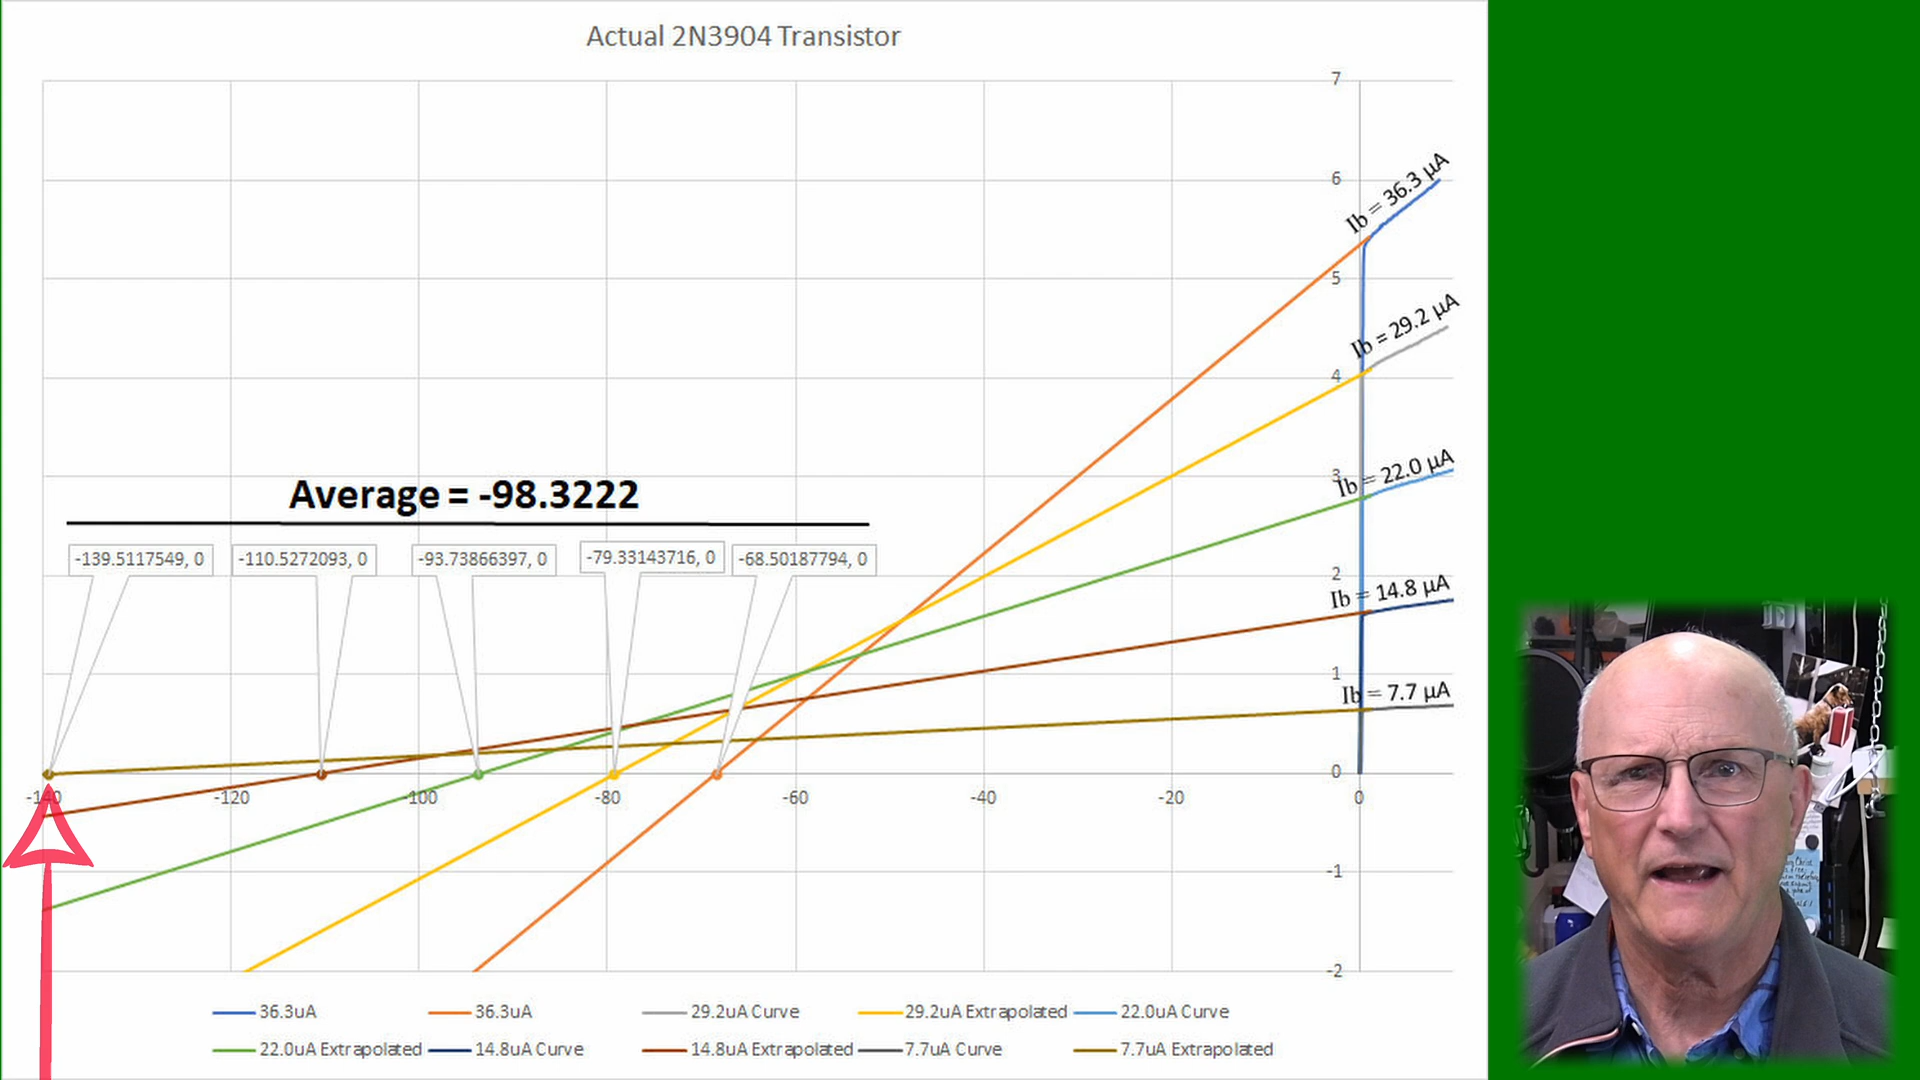 Actual 2N3904 Transistor
7
6
5
4
3
2
1
0
-1
-2
Ib = 36.3 µA
Ib = 29.2 µA
Ib = 22.0 µA
Ib = 14.8 µA
Ib = 7.7 µA
Average = -98.3222
-139.5117549, 0
-110.5272093, 0
-93.73866397, 0
-79.33143716, 0
-68.50187794, 0
-140
-120
-100
-80
-60
-40
-20
0
36.3uA
36.3uA
29.2uA Curve
29.2uA Extrapolated
22.0uA Curve
22.0uA Extrapolated
14.8uA Curve
14.8uA Extrapolated
7.7uA Curve
7.7uA Extrapolated